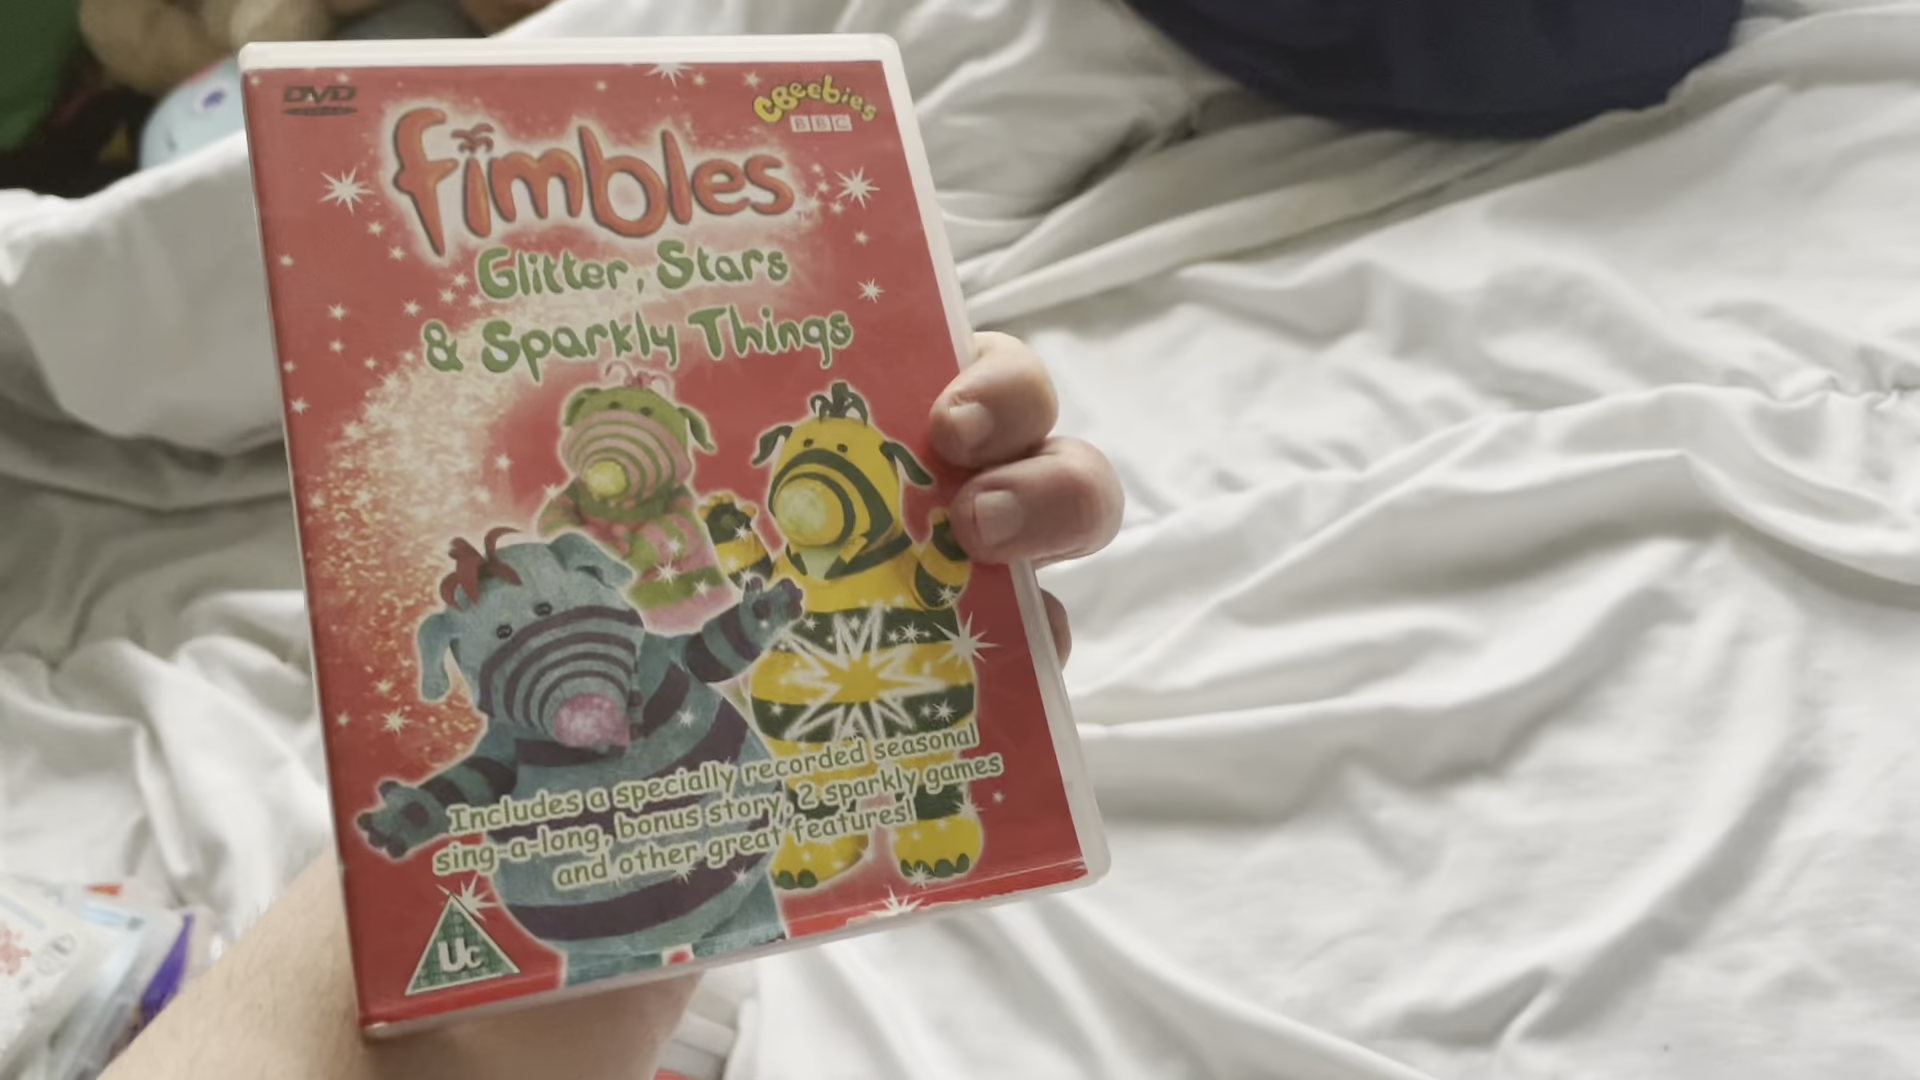 DVD
CBeebies
BBC
fimbles
TM
Glitter, Stars
& Sparkly Things
Includes a specially recorded seasonal
sing-a-long, bonus story, 2 sparkly games
and other great features!
Uc